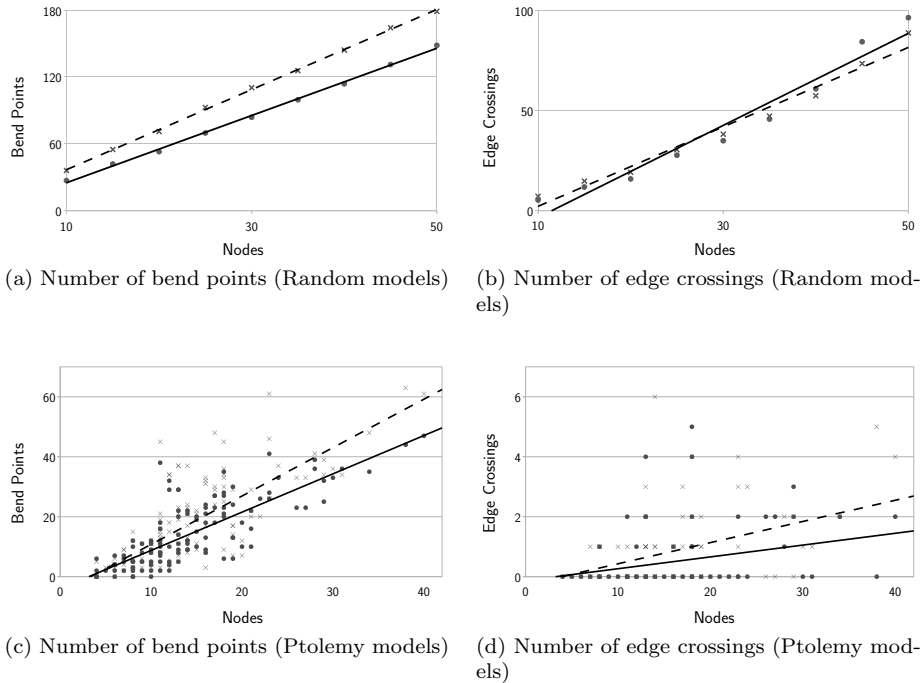 180
120
60
0
Bend Points
10
30
50
Nodes
(a) Number of bend points (Random models)
100
50
0
Edge Crossings
10
30
50
Nodes
(b) Number of edge crossings (Random mod-
els)
60
40
20
0
Bend Points
0
10
20
30
40
Nodes
(c) Number of bend points (Ptolemy models)
6
4
2
0
Edge Crossings
0
10
20
30
40
Nodes
(d) Number of edge crossings (Ptolemy mod-
els)